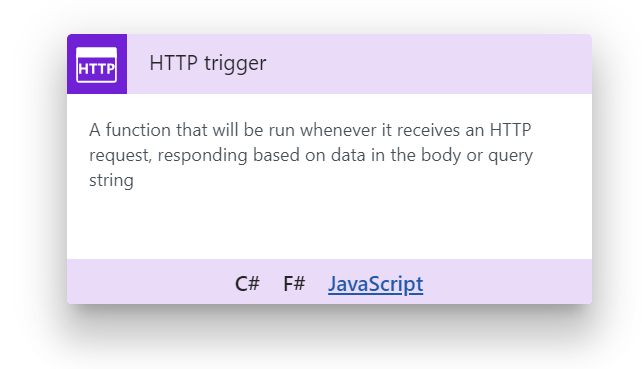 HTTP
HTTP trigger
A function that will be run whenever it receives an HTTP
request, responding based on data in the body or query
string
C# F# JavaScript